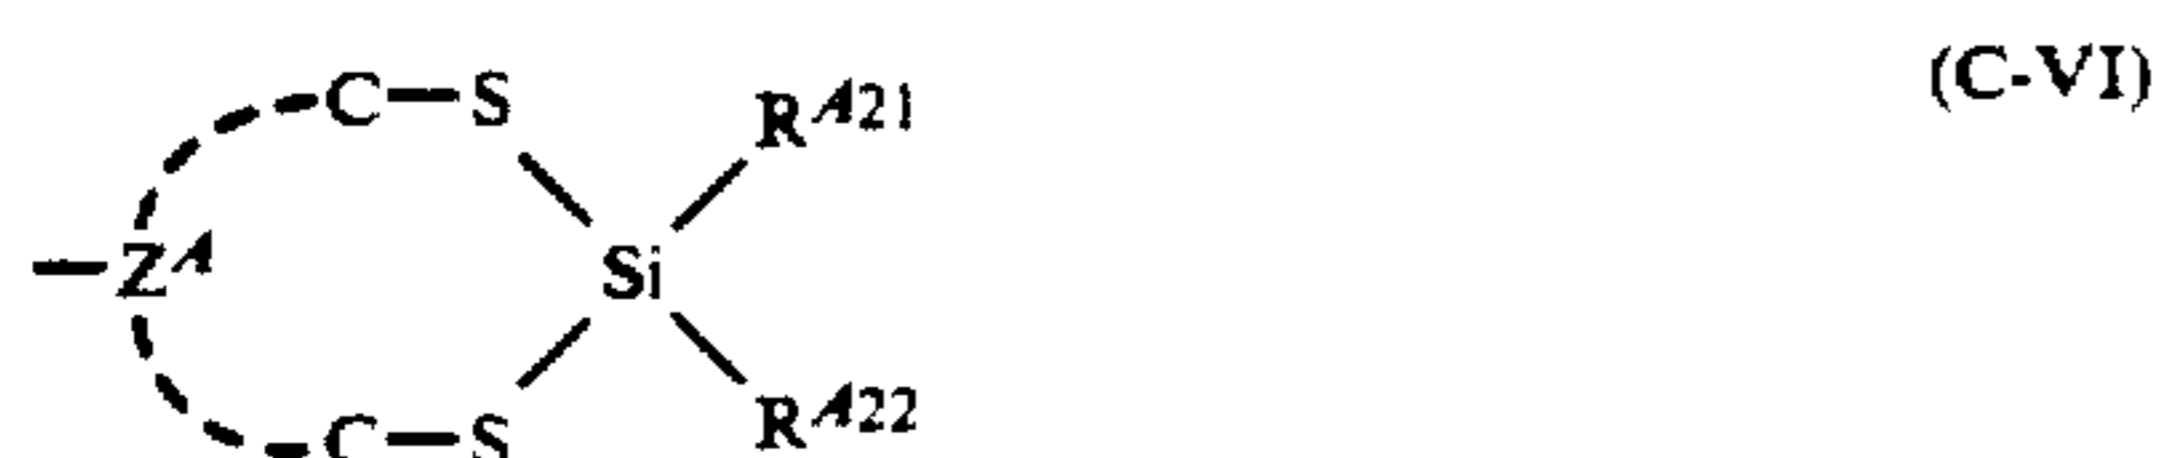 C—S R^A21 (C-VI)
—Z^A Si
C—S R^A22